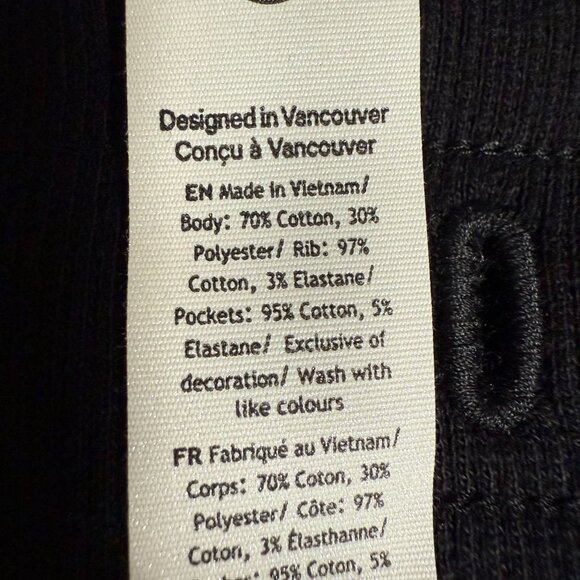 Designed in Vancouver
Conçu à Vancouver
EN Made in Vietnam/
Body: 70% Cotton, 30%
Polyester/ Rib: 97%
Cotton, 3% Elastane/
Pockets: 95% Cotton, 5%
Elastane/ Exclusive of
decoration/ Wash with
like colours
FR Fabriqué au Vietnam/
Corps: 70% Coton, 30%
Polyester/ Côte: 97%
Coton, 3% Élasthanne/
95% Coton, 5%